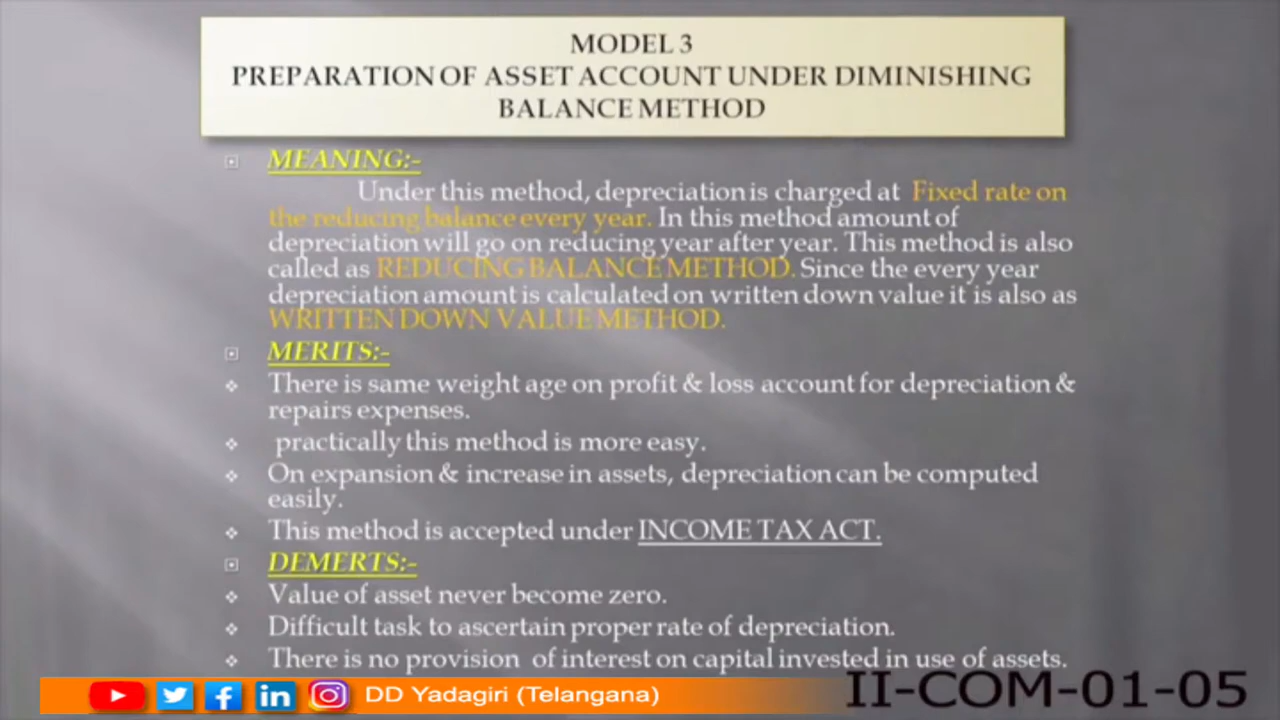 MODEL 3
PREPARATION OF ASSET ACCOUNT UNDER DIMINISHING
BALANCE METHOD
MEANING:-
Under this method, depreciation is charged at Fixed rate on
the reducing balance every year. In this method amount of
depreciation will go on reducing year after year. This method is also
called as REDUCING BALANCE METHOD. Since the every year
depreciation amount is calculated on written down value it is also as
WRITTEN DOWN VALUE METHOD.
MERITS:-
There is same weight age on profit & loss account for depreciation &
repairs expenses.
practically this method is more easy.
On expansion & increase in assets, depreciation can be computed
easily.
This method is accepted under INCOME TAX ACT.
DEMERTS:-
Value of asset never become zero.
Difficult task to ascertain proper rate of depreciation.
There is no provision of interest on capital invested in use of assets.
DD Yadagiri (Telangana)
II-COM-01-05